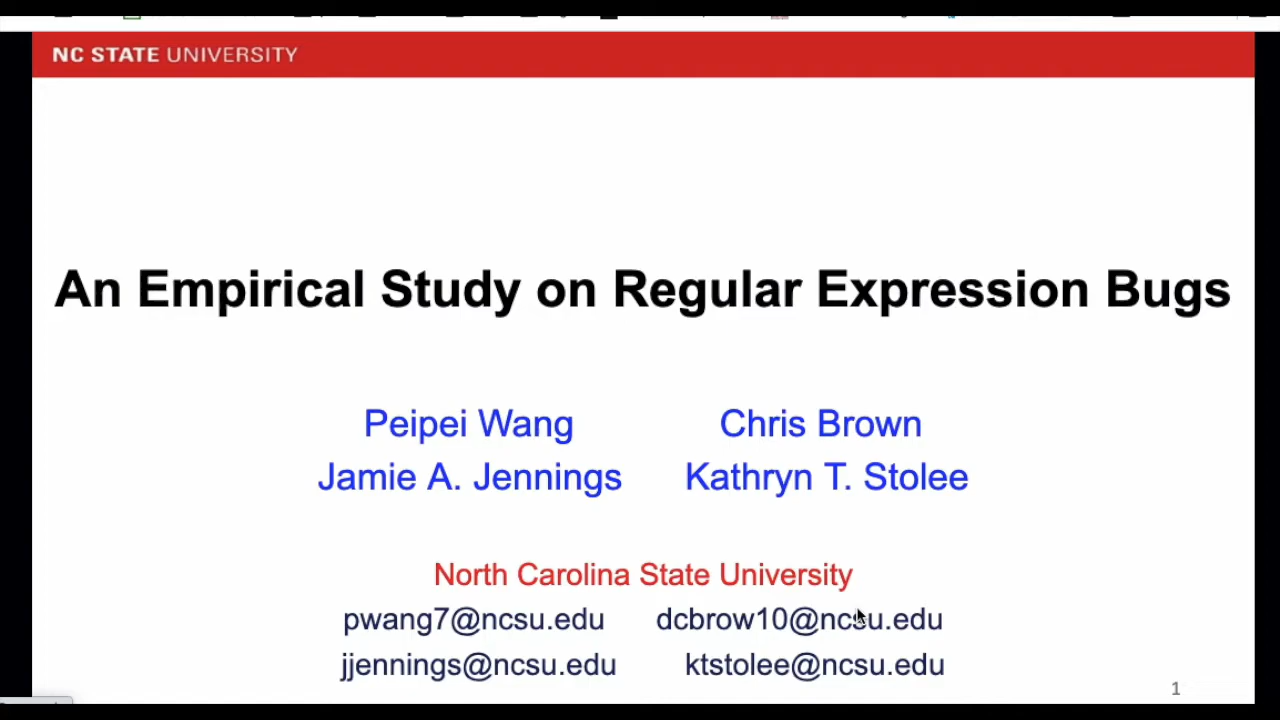 NC STATE UNIVERSITY
An Empirical Study on Regular Expression Bugs
Peipei Wang Chris Brown
Jamie A. Jennings Kathryn T. Stolee
North Carolina State University
pwang7@ncsu.edu dcbrow10@ncsu.edu
jjennings@ncsu.edu ktstolee@ncsu.edu
1